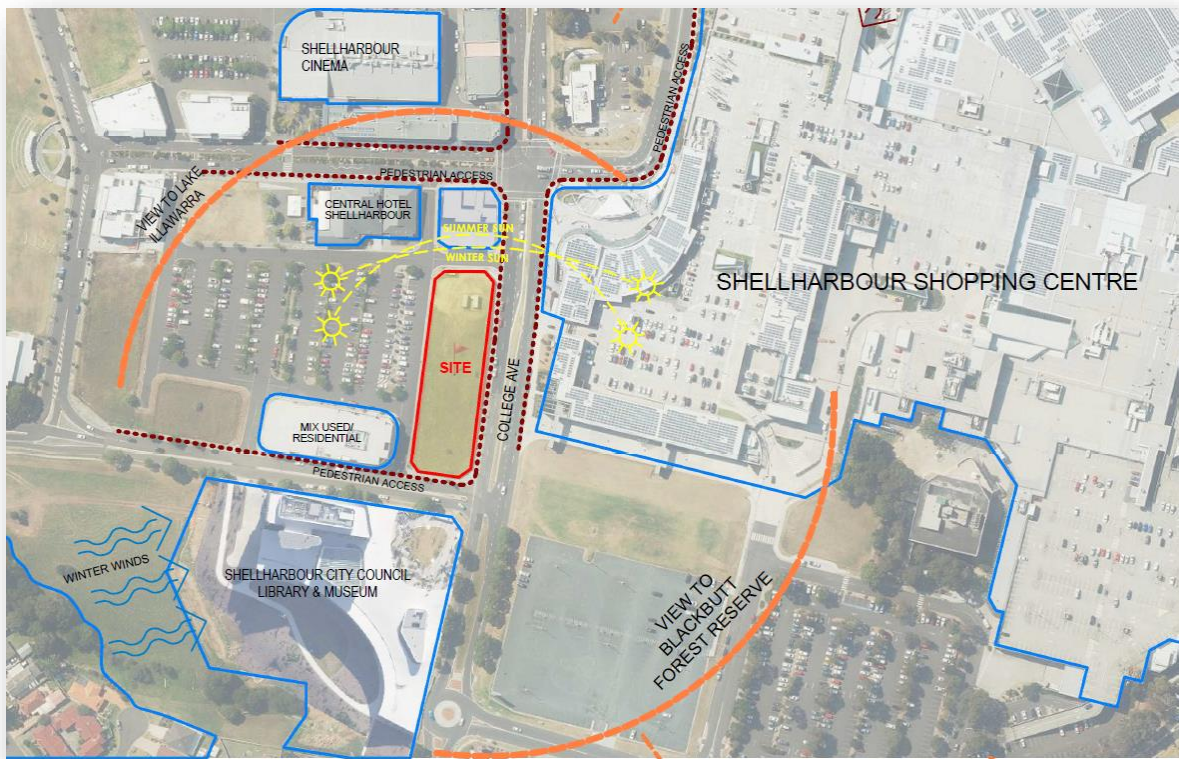 SHELLHARBOUR
CINEMA
PEDESTRIAN ACCESS
PEDESTRIAN ACCESS
VIEW TO LAKE
ILLAWARRA
CENTRAL HOTEL
SHELLHARBOUR
SUMMER SUN
WINTER SUN
SHELLHARBOUR SHOPPING CENTRE
SITE
COLLEGE AVE
MIX USED/
RESIDENTIAL
PEDESTRIAN ACCESS
WINTER WINDS
SHELLHARBOUR CITY COUNCIL
LIBRARY & MUSEUM
VIEW TO
BLACKBUTT
FOREST RESERVE